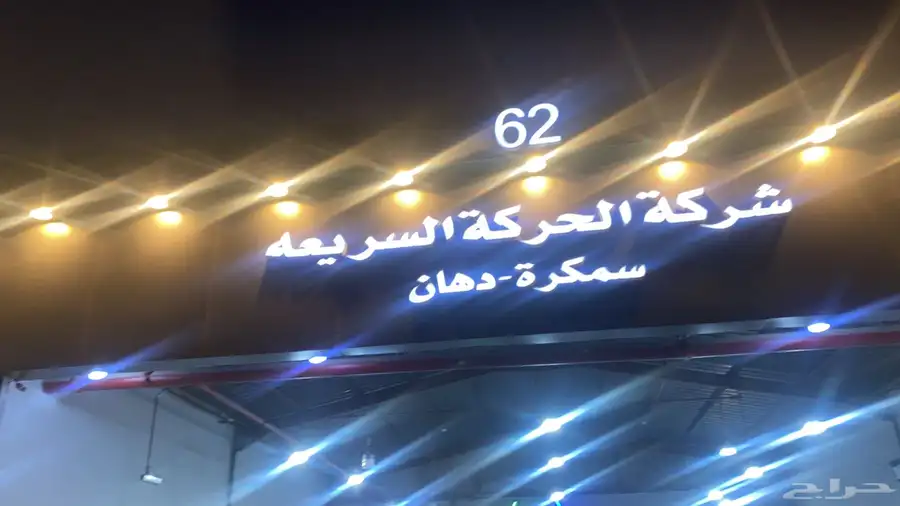 62
شركة الحركة السريعه
سمكرة-دهان
حراج